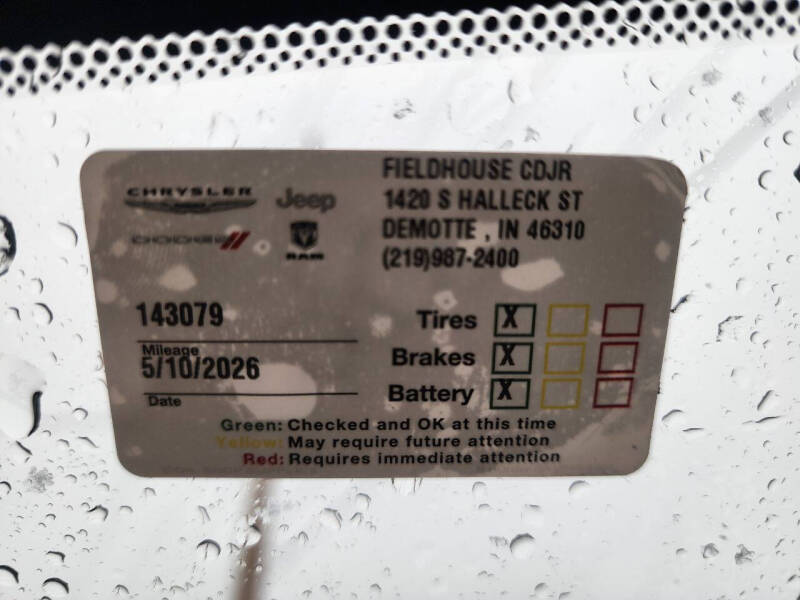 FIELDHOUSE CDJR
1420 S HALLECK ST
DEMOTTE , IN 46310
(219)987-2400
CHRYSLER
Jeep
DODGE
RAM
143079
Mileage
5/10/2026
Date
Tires X
Brakes X
Battery X
Green: Checked and OK at this time
Yellow: May require future attention
Red: Requires immediate attention